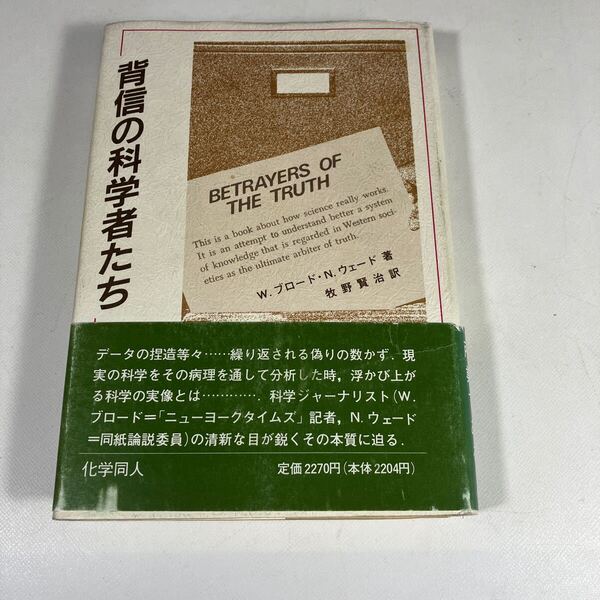 背信の科学者たち
BETRAYERS OF
THE TRUTH
This is a book about how science really works.
It is an attempt to understand better a system
of knowledge that is regarded in Western soci-
eties as the ultimate arbiter of truth.
W. ブロード・N. ウェード 著
牧野賢治 訳
データの捏造等々……繰り返される偽りの数かず．現
実の科学をその病理を通して分析した時，浮かび上が
る科学の実像とは…………．科学ジャーナリスト（W．
ブロード＝「ニューヨークタイムズ」記者，N．ウェード
＝同紙論説委員）の清新な目が鋭くその本質に迫る．
化学同人
定価2270円（本体2204円）